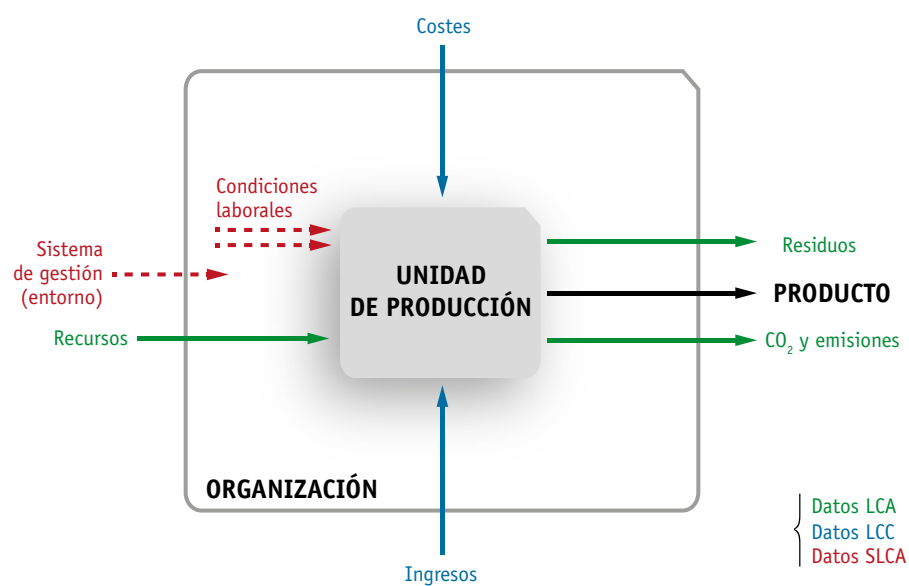 Costes
Condiciones
laborales
Sistema
de gestión
(entorno)
Recursos
UNIDAD
DE PRODUCCIÓN
Residuos
PRODUCTO
CO₂ y emisiones
ORGANIZACIÓN
Ingresos
Datos LCA
Datos LCC
Datos SLCA